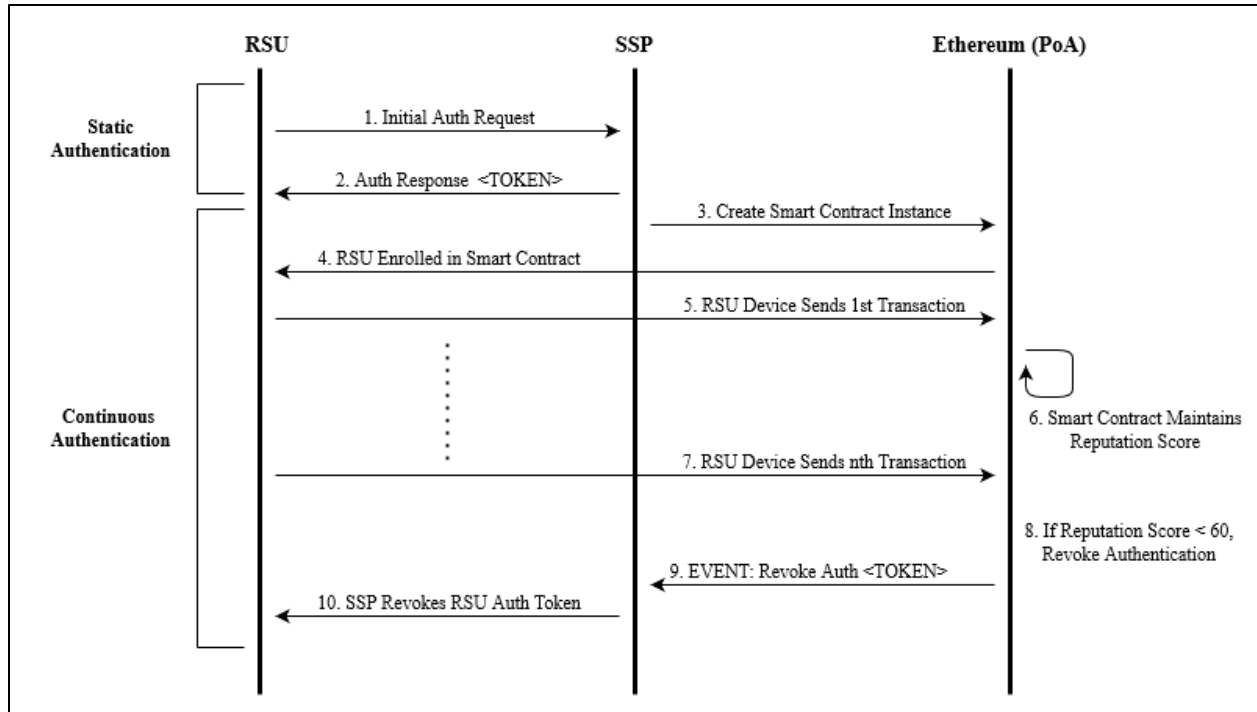 RSU
SSP
Ethereum (PoA)
Static
Authentication
1. Initial Auth Request
2. Auth Response <TOKEN>
3. Create Smart Contract Instance
4. RSU Enrolled in Smart Contract
5. RSU Device Sends 1st Transaction
Continuous
Authentication
6. Smart Contract Maintains
Reputation Score
7. RSU Device Sends nth Transaction
8. If Reputation Score < 60,
Revoke Authentication
9. EVENT: Revoke Auth <TOKEN>
10. SSP Revokes RSU Auth Token